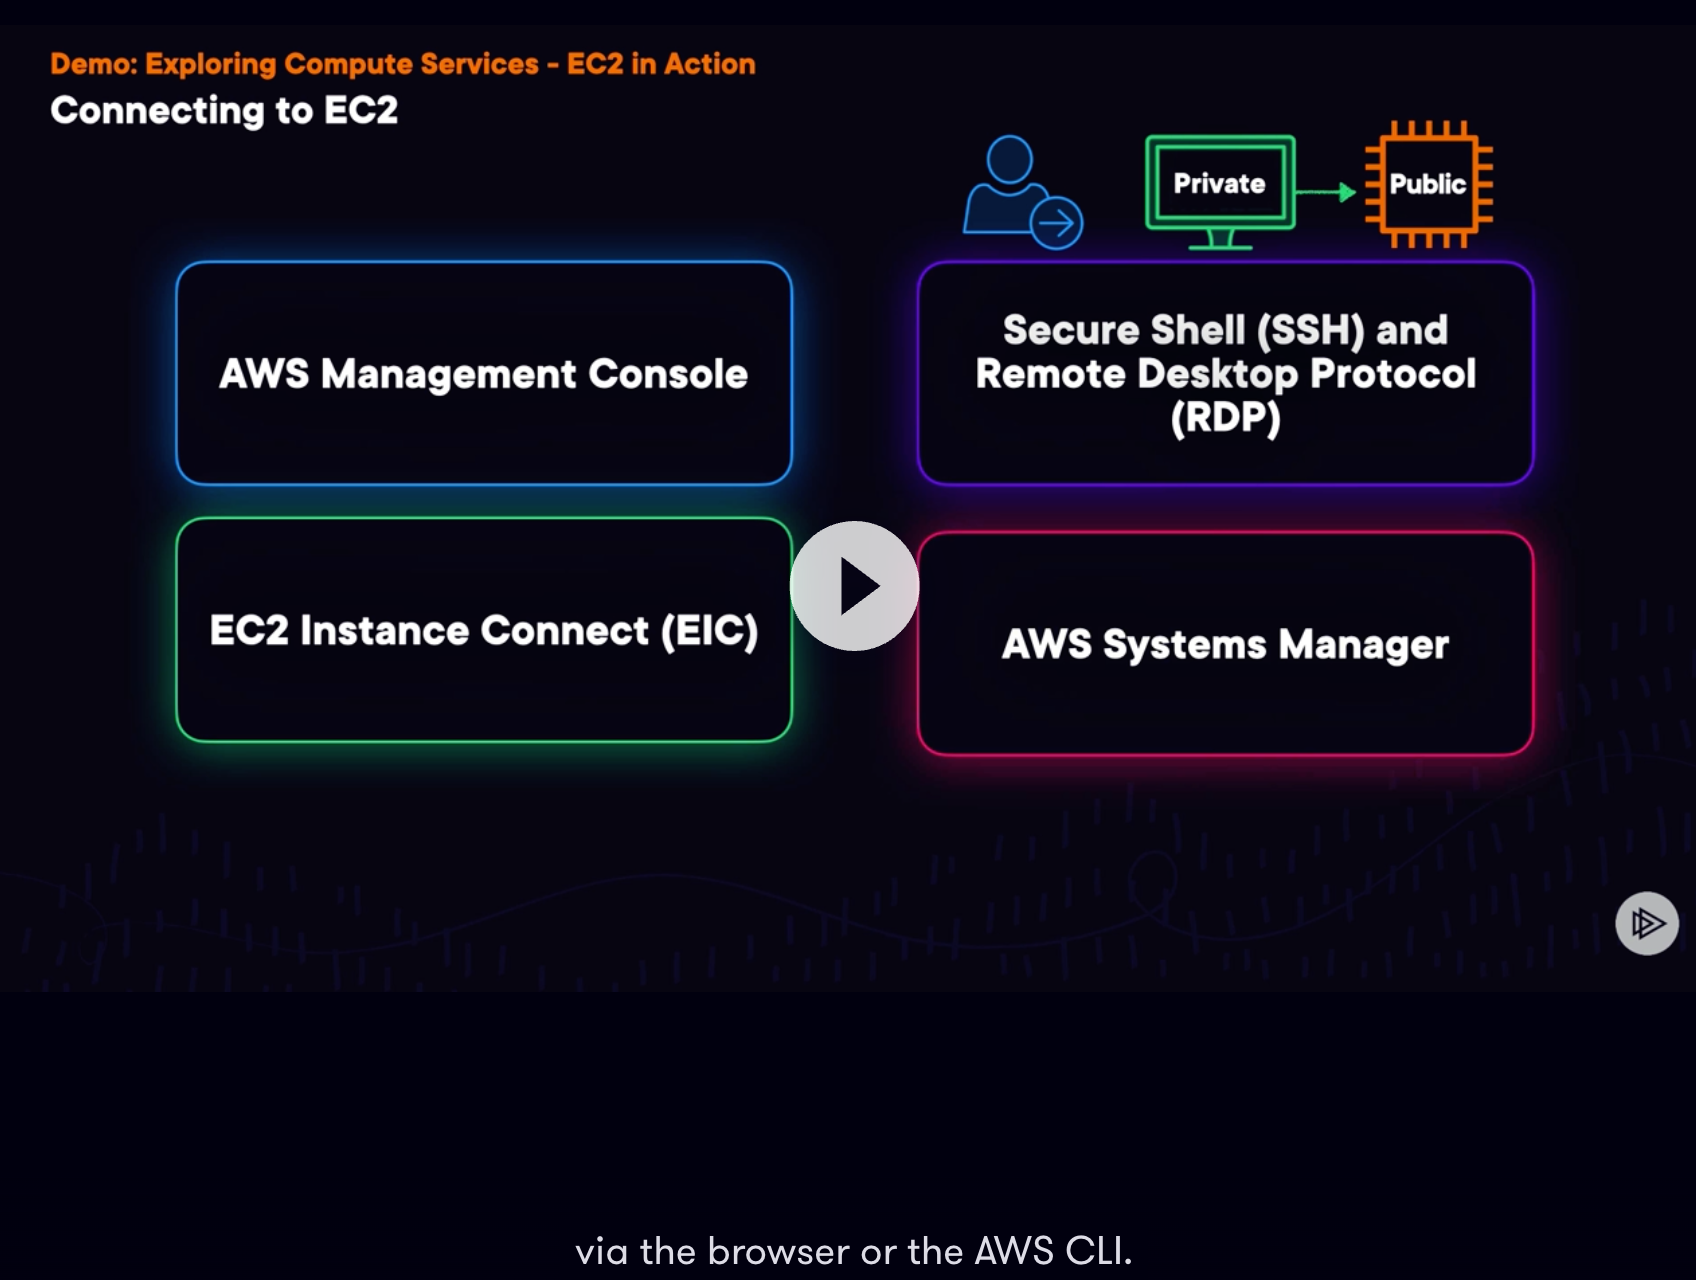 Demo: Exploring Compute Services - EC2 in Action
Connecting to EC2
Private
Public
AWS Management Console
Secure Shell (SSH) and
Remote Desktop Protocol
(RDP)
EC2 Instance Connect (EIC)
AWS Systems Manager
via the browser or the AWS CLI.